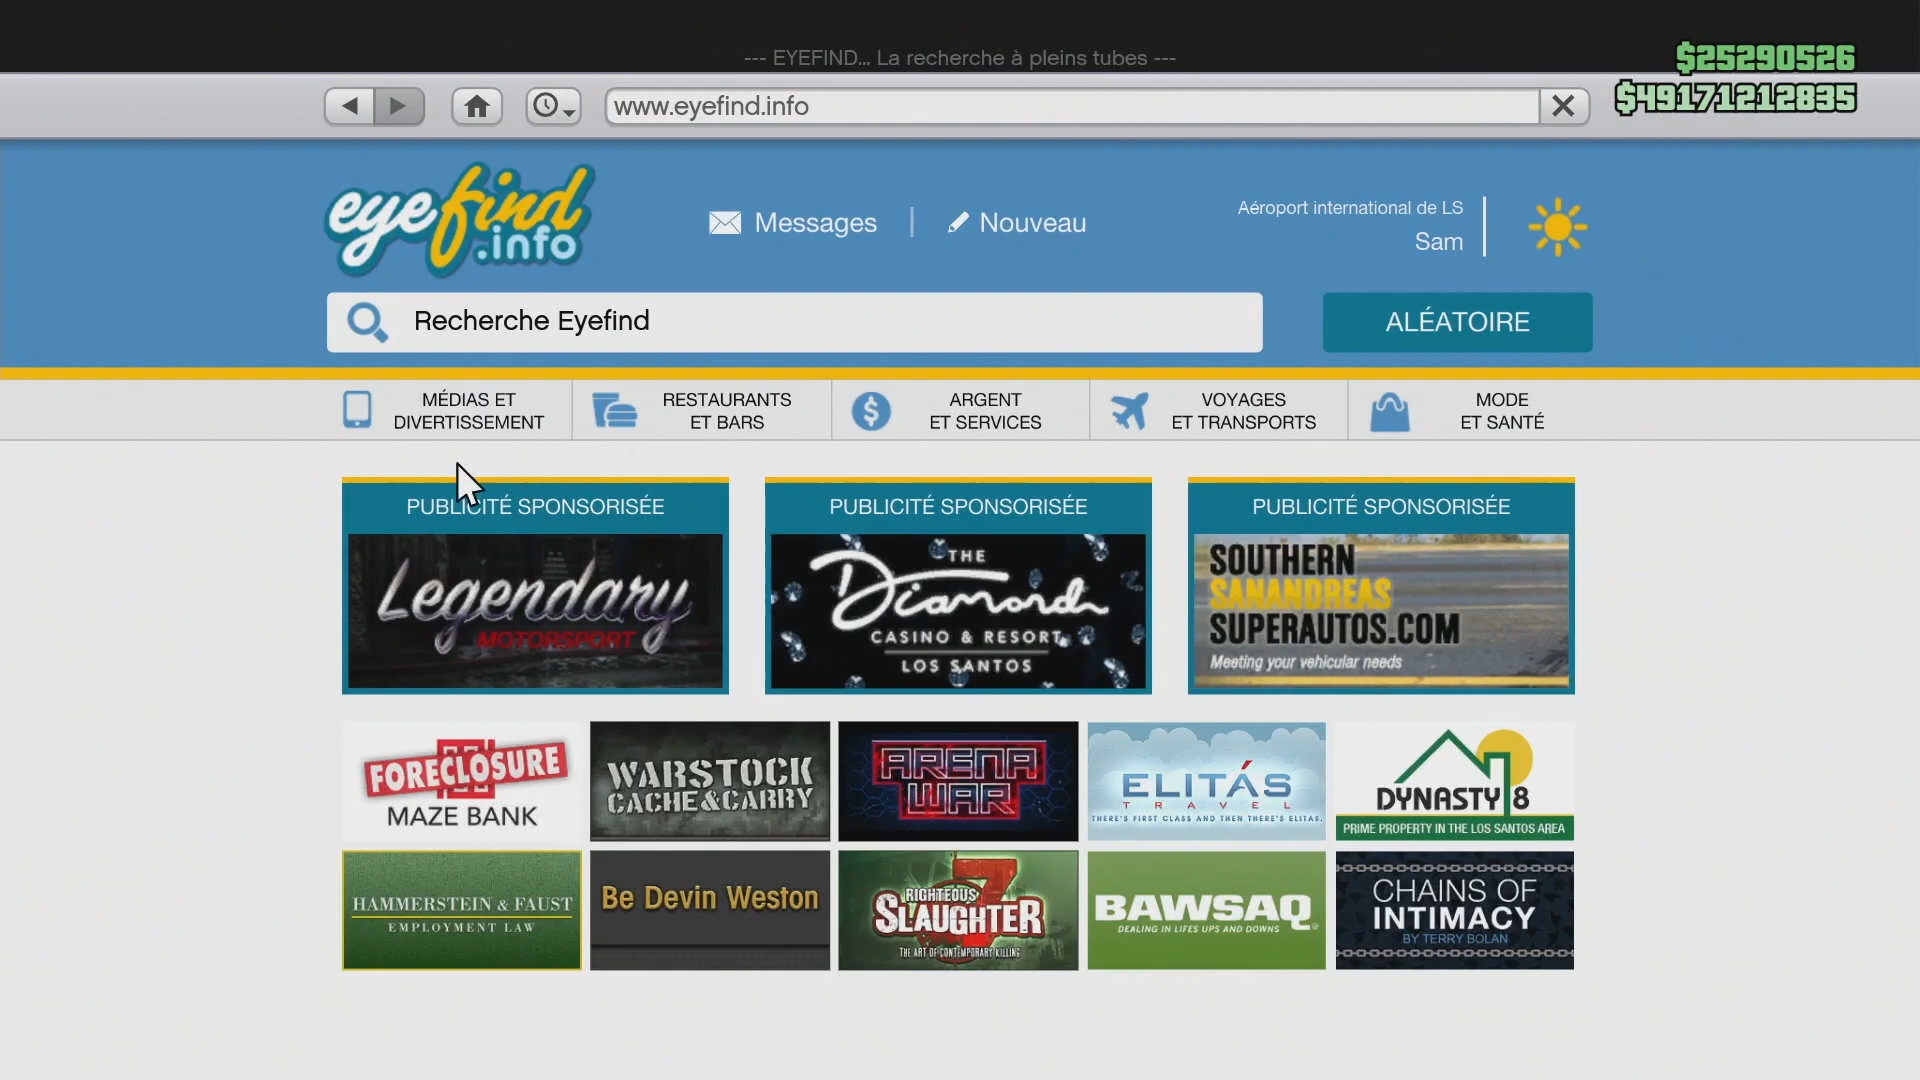 --- EYEFIND... La recherche à pleins tubes ---
$25290526
$49171212835
www.eyefind.info
eyefind.info
Messages
Nouveau
Aéroport international de LS
Sam
Recherche Eyefind
ALÉATOIRE
MÉDIAS ET
DIVERTISSEMENT
RESTAURANTS
ET BARS
ARGENT
ET SERVICES
VOYAGES
ET TRANSPORTS
MODE
ET SANTÉ
PUBLICITÉ SPONSORISÉE
Legendary
MOTORSPORT
PUBLICITÉ SPONSORISÉE
THE
Diamond
CASINO & RESORT
LOS SANTOS
PUBLICITÉ SPONSORISÉE
SOUTHERN
SANANDREAS
SUPERAUTOS.COM
Meeting your vehicular needs
FORECLOSURE
MAZE BANK
WARSTOCK
CACHE&CARRY
ARENA
WAR
ELITÁS
TRAVEL
THERE'S FIRST CLASS AND THEN THERE'S ELITAS.
DYNASTY 8
PRIME PROPERTY IN THE LOS SANTOS AREA
HAMMERSTEIN & FAUST
EMPLOYMENT LAW
Be Devin Weston
RIGHTEOUS
SLAUGHTER
7
THE ART OF CONTEMPORARY KILLING
BAWSAQ
DEALING IN LIFES UPS AND DOWNS
CHAINS OF
INTIMACY
BY TERRY BOLAN